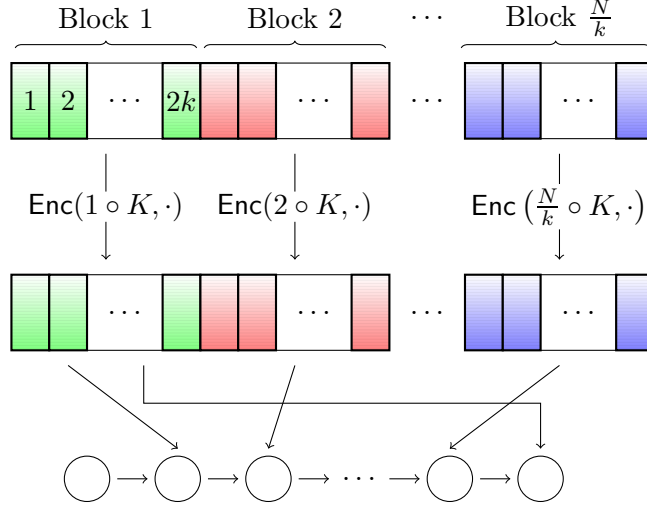 Block 1 Block 2 ⋯ Block N/k
1 2 ⋯ 2k ⋯ ⋯ ⋯
Enc(1 ∘ K, ·) Enc(2 ∘ K, ·) Enc (N/k ∘ K, ·)
⋯ ⋯ ⋯ ⋯
⋯